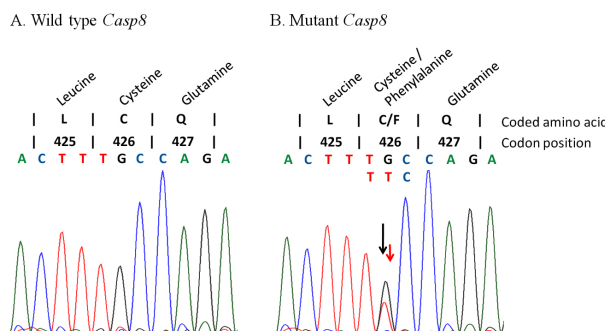 A. Wild type Casp8
B. Mutant Casp8
Leucine
Cysteine
Glutamine
| L | C | Q |
| 425 | 426 | 427 |
A C T T T G C C A G A
Leucine
Cysteine /
Phenylalanine
Glutamine
| L | C/F | Q | Coded amino acid
| 425 | 426 | 427 | Codon position
A C T T T G C C A G A
T T C